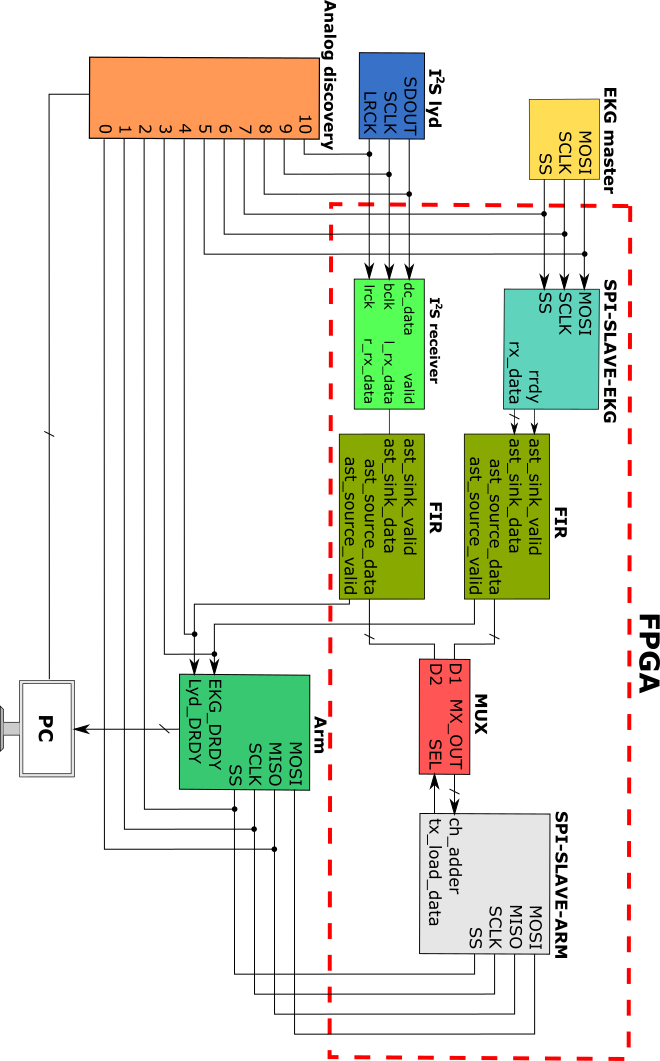 FPGA
EKG master
MOSI
SCLK
SS
SPI-SLAVE-EKG
MOSI
SCLK
SS
rrdy
rx_data
FIR
ast_sink_valid
ast_sink_data
ast_source_data
ast_source_valid
I²S lyd
SDOUT
SCLK
LRCK
I²S receiver
dc_data
bclk
lrck
valid
l_rx_data
r_rx_data
FIR
ast_sink_valid
ast_sink_data
ast_source_data
ast_source_valid
MUX
D1
D2
MX_OUT
SEL
SPI-SLAVE-ARM
ch_adder
tx_load_data
MOSI
MISO
SCLK
SS
Analog discovery
10
9
8
7
6
5
4
3
2
1
0
Arm
EKG_DRDY
Lyd_DRDY
MOSI
MISO
SCLK
SS
PC